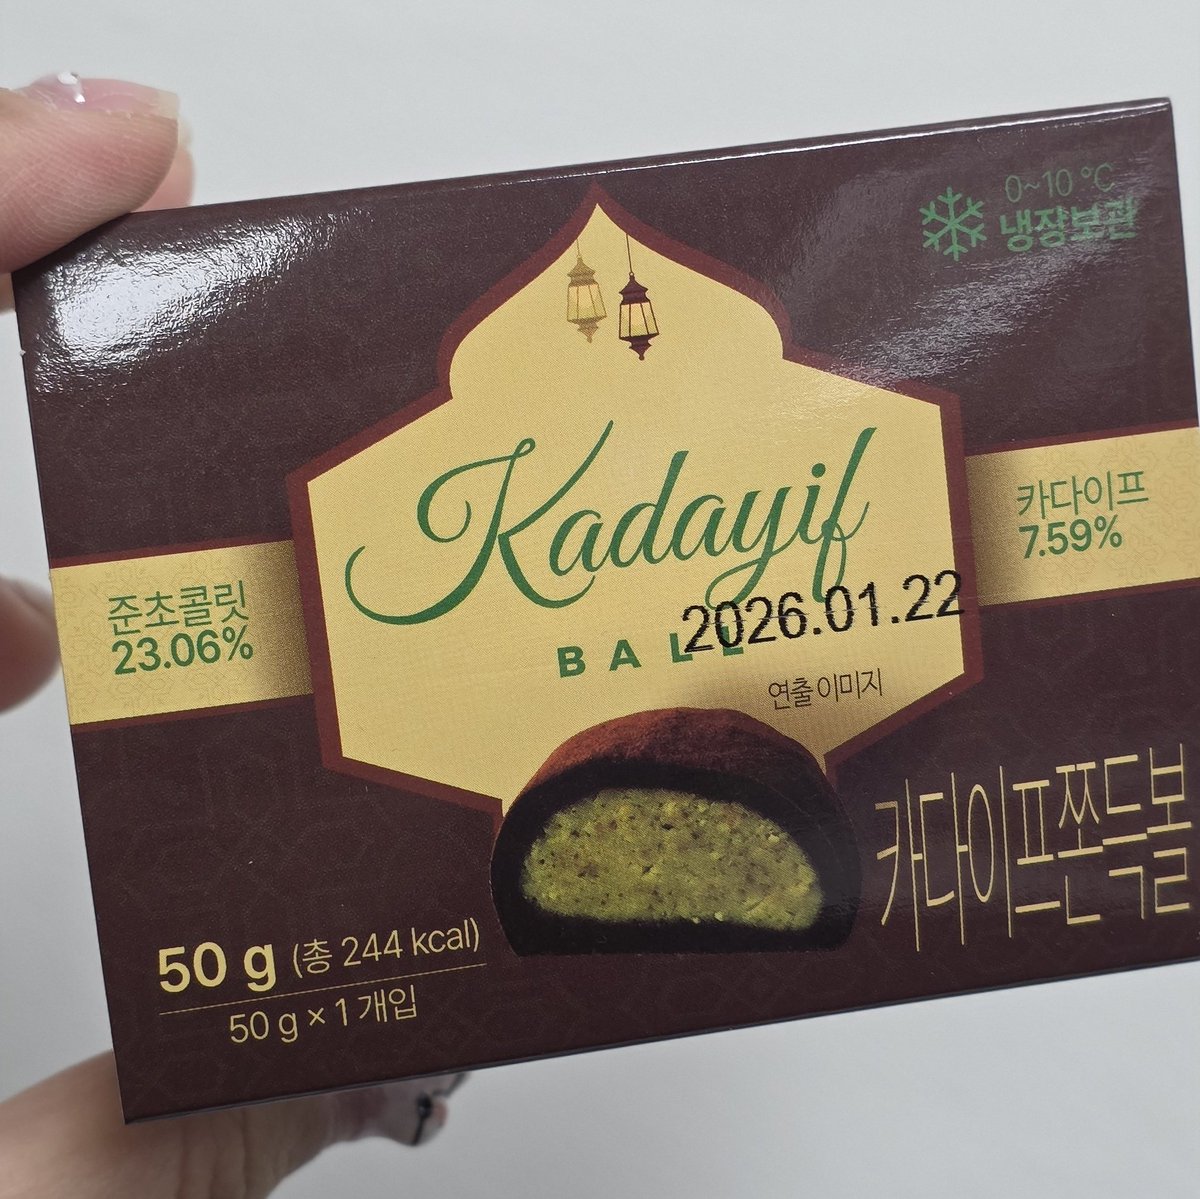 0~10 ℃
냉장보관
Kadayif
BALL
준초콜릿
23.06%
카다이프
7.59%
2026.01.22
연출 이미지
카다이프쫀득볼
50 g (총 244 kcal)
50 g × 1 개입